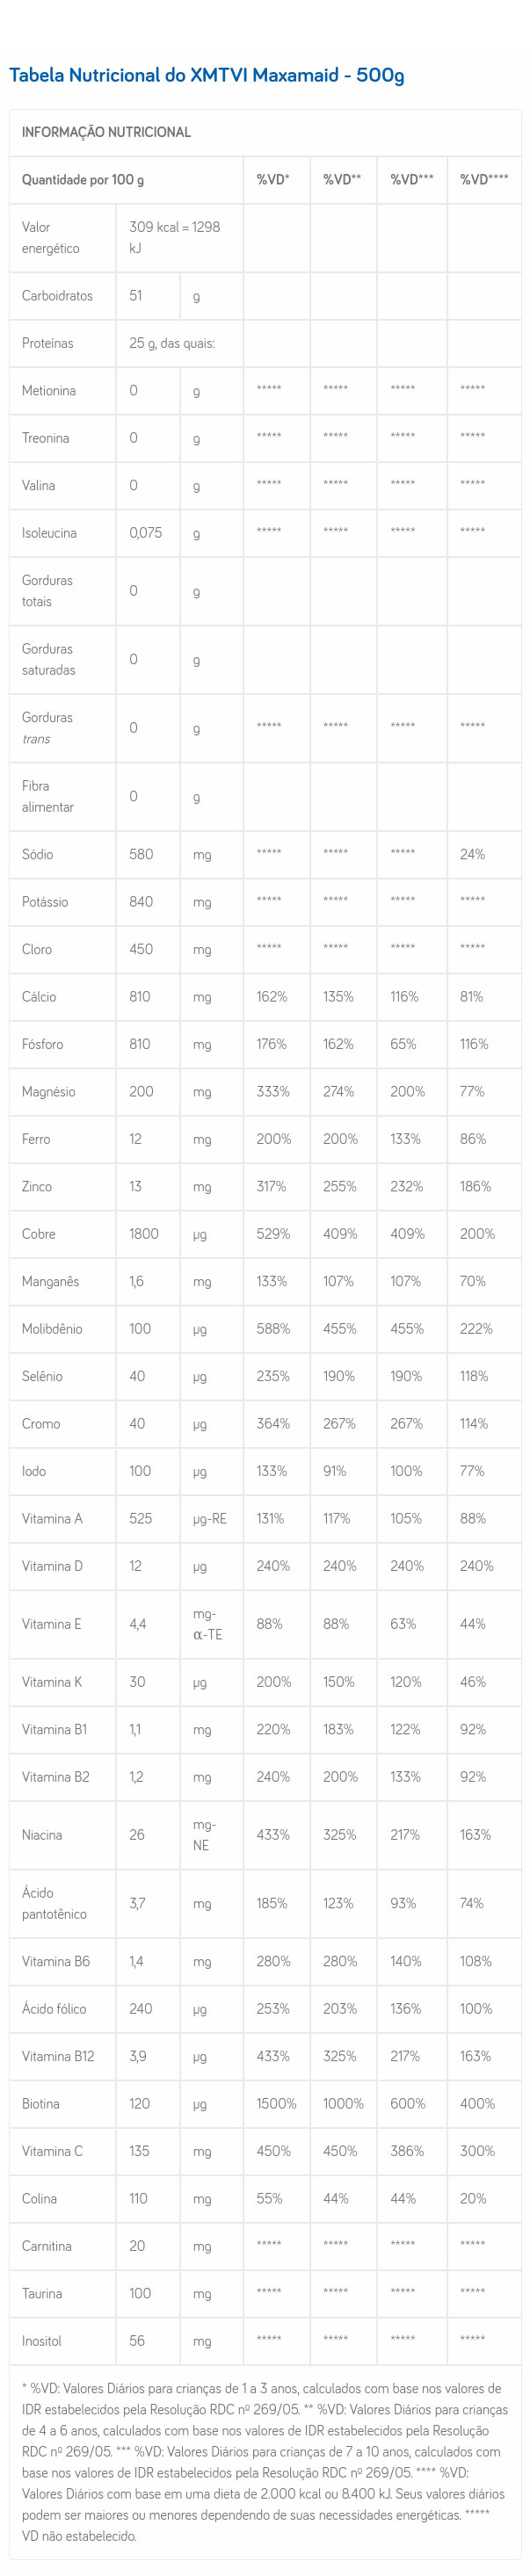 Tabela Nutricional do XMTVI Maxamaid - 500g
INFORMAÇÃO NUTRICIONAL
Quantidade por 100 g %VD* %VD** %VD*** %VD****
Valor
energético
309 kcal = 1298
kJ
Carboidratos 51 g
Proteínas 25 g, das quais:
Metionina 0 g ***** ***** ***** *****
Treonina 0 g ***** ***** ***** *****
Valina 0 g ***** ***** ***** *****
Isoleucina 0,075 g ***** ***** ***** *****
Gorduras
totais
0 g
Gorduras
saturadas
0 g
Gorduras
trans
0 g ***** ***** ***** *****
Fibra
alimentar
0 g
Sódio 580 mg ***** ***** ***** 24%
Potássio 840 mg ***** ***** ***** *****
Cloro 450 mg ***** ***** ***** *****
Cálcio 810 mg 162% 135% 116% 81%
Fósforo 810 mg 176% 162% 65% 116%
Magnésio 200 mg 333% 274% 200% 77%
Ferro 12 mg 200% 200% 133% 86%
Zinco 13 mg 317% 255% 232% 186%
Cobre 1800 µg 529% 409% 409% 200%
Manganês 1,6 mg 133% 107% 107% 70%
Molibdênio 100 µg 588% 455% 455% 222%
Selênio 40 µg 235% 190% 190% 118%
Cromo 40 µg 364% 267% 267% 114%
Iodo 100 µg 133% 91% 100% 77%
Vitamina A 525 µg-RE 131% 117% 105% 88%
Vitamina D 12 µg 240% 240% 240% 240%
Vitamina E 4,4
mg-
α-TE
88% 88% 63% 44%
Vitamina K 30 µg 200% 150% 120% 46%
Vitamina B1 1,1 mg 220% 183% 122% 92%
Vitamina B2 1,2 mg 240% 200% 133% 92%
Niacina 26
mg-
NE
433% 325% 217% 163%
Ácido
pantotênico
3,7 mg 185% 123% 93% 74%
Vitamina B6 1,4 mg 280% 280% 140% 108%
Ácido fólico 240 µg 253% 203% 136% 100%
Vitamina B12 3,9 µg 433% 325% 217% 163%
Biotina 120 µg 1500% 1000% 600% 400%
Vitamina C 135 mg 450% 450% 386% 300%
Colina 110 mg 55% 44% 44% 20%
Carnitina 20 mg ***** ***** ***** *****
Taurina 100 mg ***** ***** ***** *****
Inositol 56 mg ***** ***** ***** *****
* %VD: Valores Diários para crianças de 1 a 3 anos, calculados com base nos valores de
IDR estabelecidos pela Resolução RDC nº 269/05. ** %VD: Valores Diários para crianças
de 4 a 6 anos, calculados com base nos valores de IDR estabelecidos pela Resolução
RDC nº 269/05. *** %VD: Valores Diários para crianças de 7 a 10 anos, calculados com
base nos valores de IDR estabelecidos pela Resolução RDC nº 269/05. **** %VD:
Valores Diários com base em uma dieta de 2.000 kcal ou 8.400 kJ. Seus valores diários
podem ser maiores ou menores dependendo de suas necessidades energéticas. *****
VD não estabelecido.